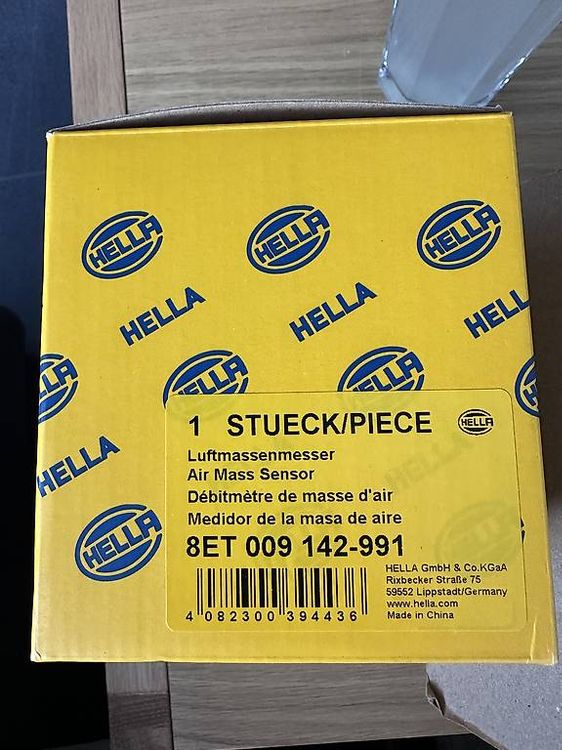 HELLA
HELLA
HELLA
HELLA
HELLA
HELLA
HELLA
HELLA
HELLA
HELLA
HELLA
1 STUECK/PIECE
HELLA
Luftmassenmesser
Air Mass Sensor
Débitmètre de masse d'air
Medidor de la masa de aire
8ET 009 142-991
4 082300 394436
HELLA GmbH & Co.KGaA
Rixbecker Straße 75
59552 Lippstadt/Germany
www.hella.com
Made in China